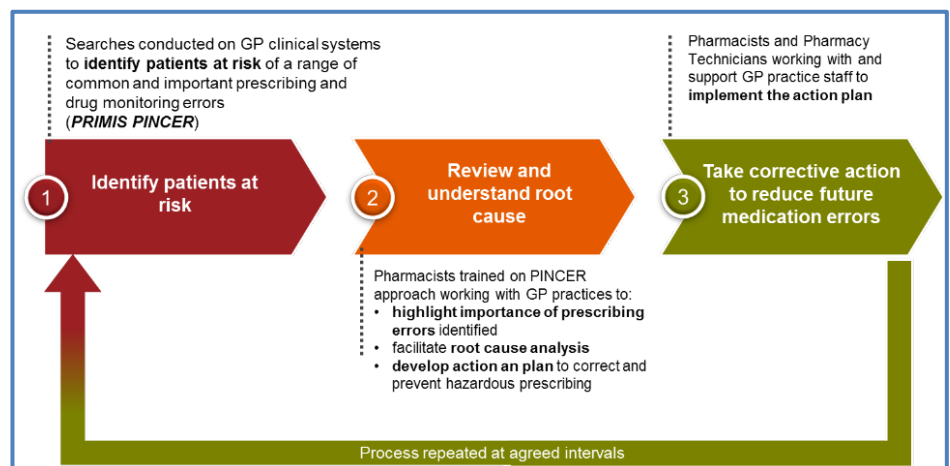 Searches conducted on GP clinical systems
to identify patients at risk of a range of
common and important prescribing and
drug monitoring errors
(PRIMIS PINCER)
Pharmacists and Pharmacy
Technicians working with and
support GP practice staff to
implement the action plan
1
Identify patients at
risk
2
Review and
understand root
cause
3
Take corrective action
to reduce future
medication errors
Pharmacists trained on PINCER
approach working with GP practices to:
• highlight importance of prescribing
errors identified
• facilitate root cause analysis
• develop action an plan to correct and
prevent hazardous prescribing
Process repeated at agreed intervals